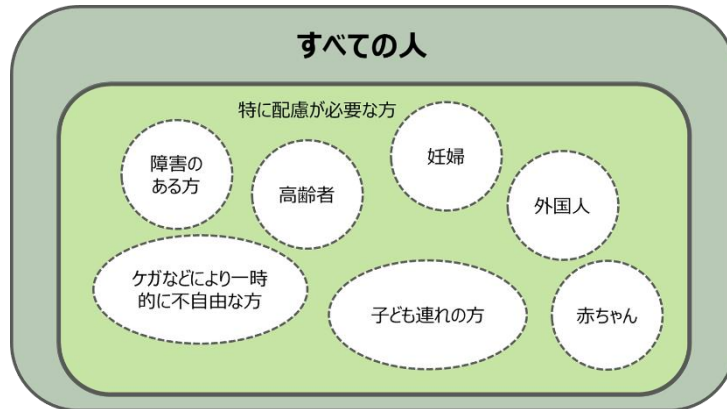 すべての人
特に配慮が必要な方
障害の
ある方
高齢者
妊婦
外国人
ケガなどにより一時
的に不自由な方
子ども連れの方
赤ちゃん